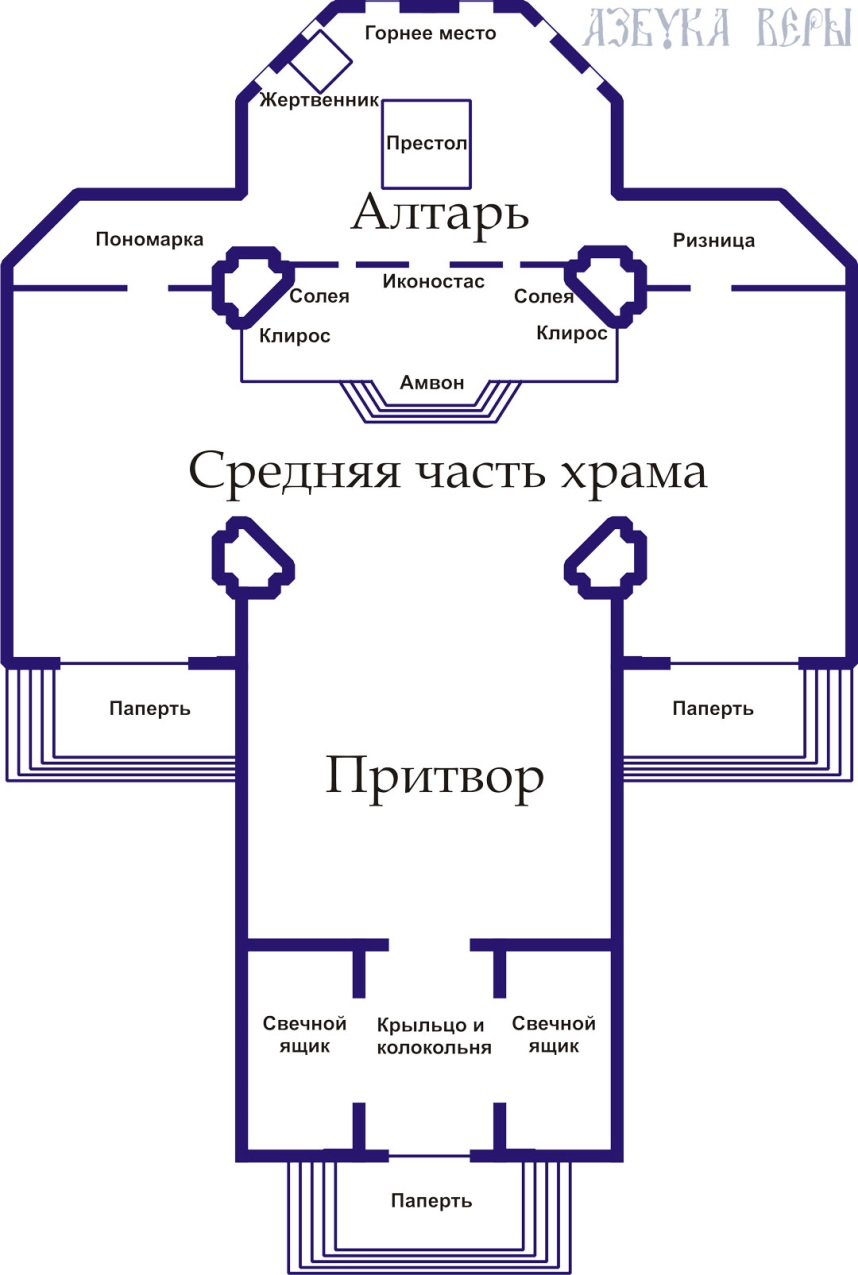 АЗБУКА ВЕРЫ
Горнее место
Жертвенник
Престол
Алтарь
Пономарка
Ризница
Иконостас
Солея
Солея
Клирос
Клирос
Амвон
Средняя часть храма
Паперть
Паперть
Притвор
Свечной
ящик
Крыльцо и
колокольня
Свечной
ящик
Паперть